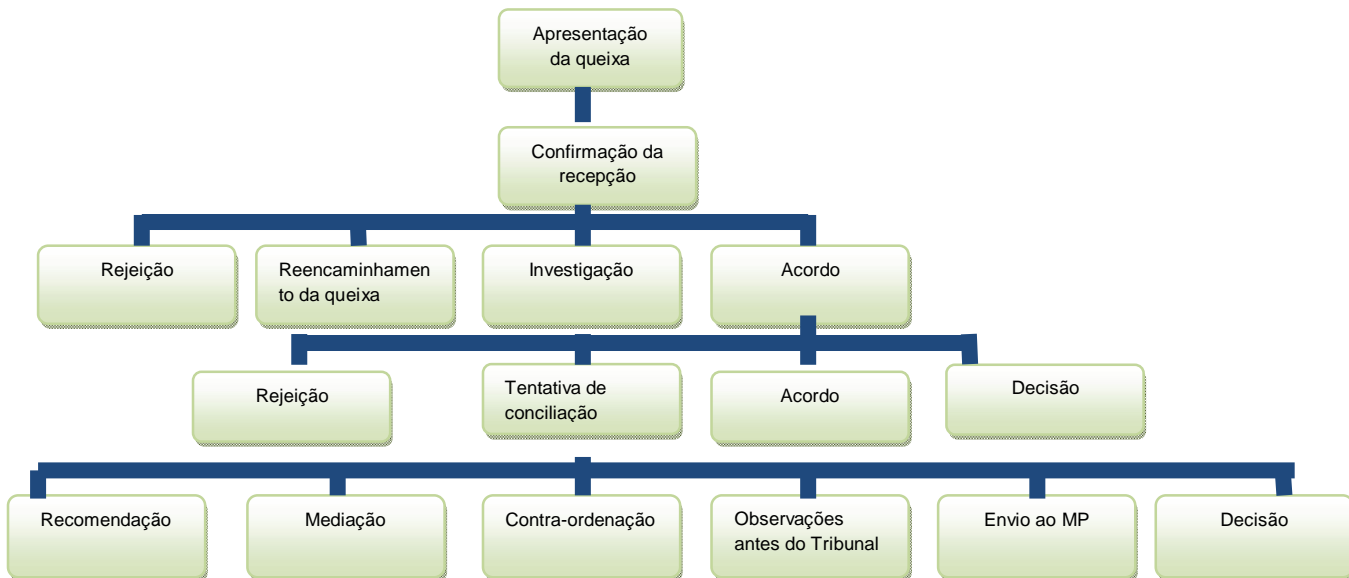 Apresentação
da queixa
Confirmação da
recepção
Rejeição
Reencaminhamen
to da queixa
Investigação
Acordo
Rejeição
Tentativa de
conciliação
Acordo
Decisão
Recomendação
Mediação
Contra-ordenação
Observações
antes do Tribunal
Envio ao MP
Decisão